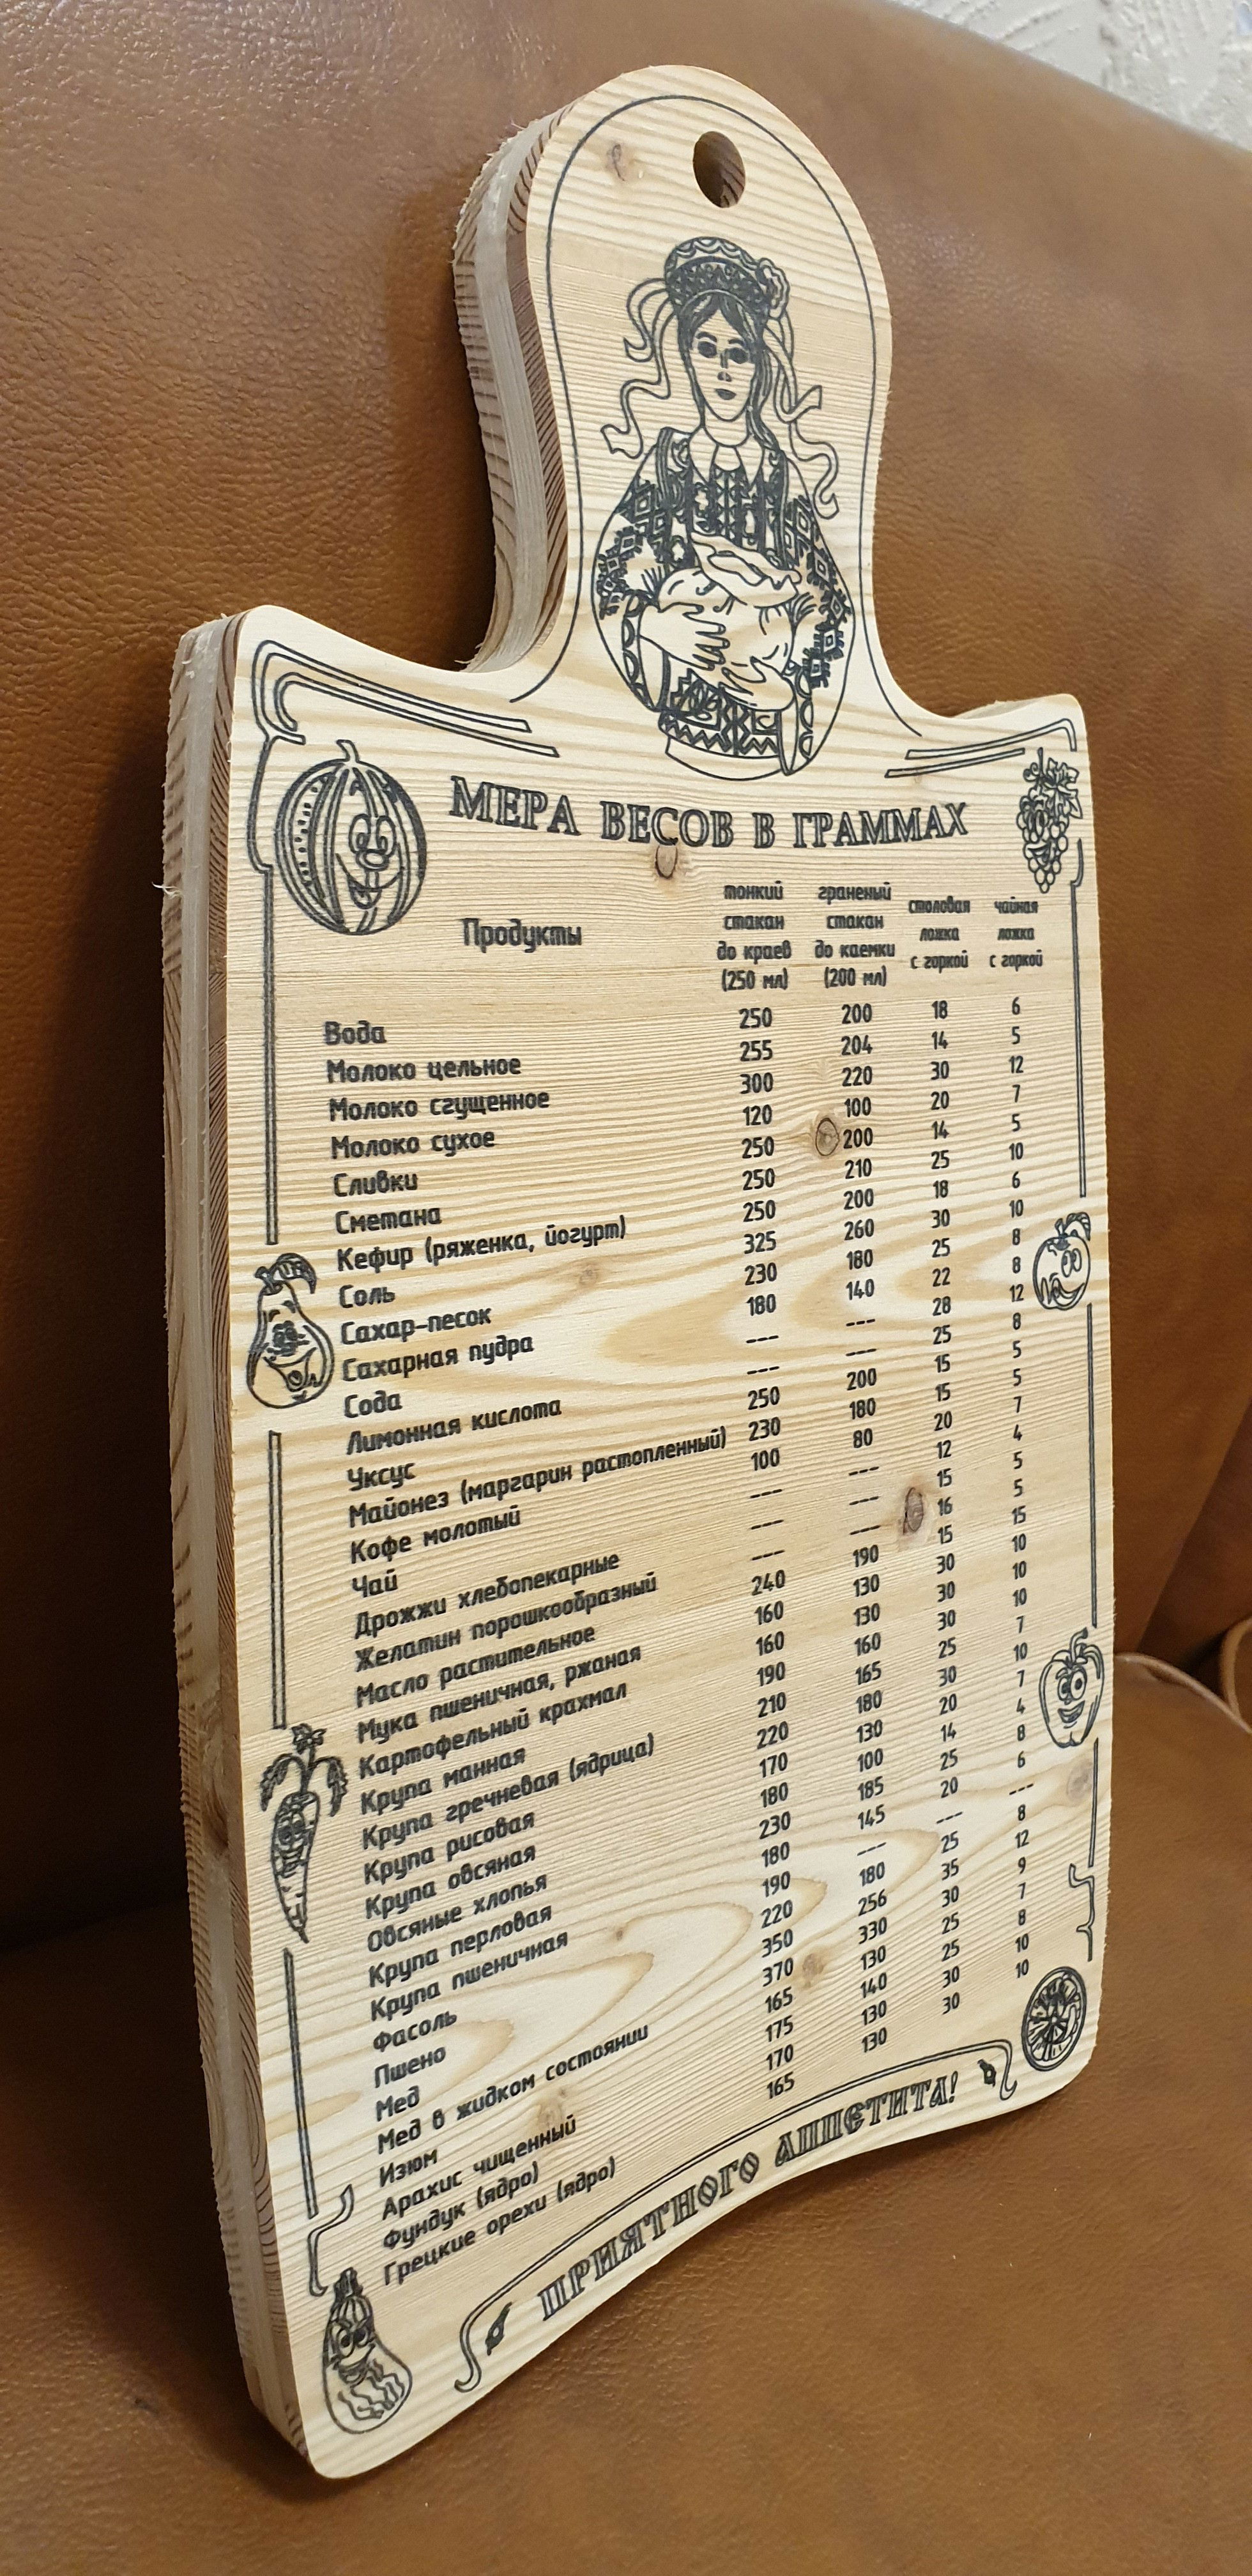 МЕРА ВЕСОВ В ГРАММАХ
Продукты
тонкий стакан до краев (250 мл)
граненый стакан до каемки (200 мл)
столовая ложка с горкой
чайная ложка с горкой
Вода 250 200 18 6
Молоко цельное 255 204 14 5
Молоко сгущенное 300 220 30 12
Молоко сухое 120 100 20 7
Сливки 250 200 14 5
Сметана 250 210 25 10
Кефир (ряженка, йогурт) 250 200 18 6
Соль 325 260 30 10
Сахар-песок 230 180 25 8
Сахарная пудра 180 140 22 8
Сода --- --- 28 12
Лимонная кислота --- --- 25 8
Уксус 250 200 15 5
Майонез (маргарин растопленный) 230 180 15 5
Кофе молотый 100 80 20 7
Чай --- --- 12 4
Дрожжи хлебопекарные --- --- 15 5
Желатин порошкообразный --- --- 16 5
Масло растительное 240 190 15 15
Мука пшеничная, ржаная 160 130 30 10
Картофельный крахмал 160 130 30 10
Крупа манная 190 160 30 10
Крупа гречневая (ядрица) 210 165 25 7
Крупа рисовая 220 180 30 10
Крупа овсяная 170 130 20 7
Овсяные хлопья 180 100 14 4
Крупа перловая 230 185 25 8
Крупа пшеничная 180 145 20 6
Фасоль 190 --- --- ---
Пшено 220 180 25 8
Мед 350 256 35 12
Мед в жидком состоянии 370 330 30 9
Изюм 165 130 25 7
Арахис чищенный 175 140 25 8
Фундук (ядро) 170 130 30 10
Грецкие орехи (ядро) 165 130 30 10
ПРИЯТНОГО АППЕТИТА!